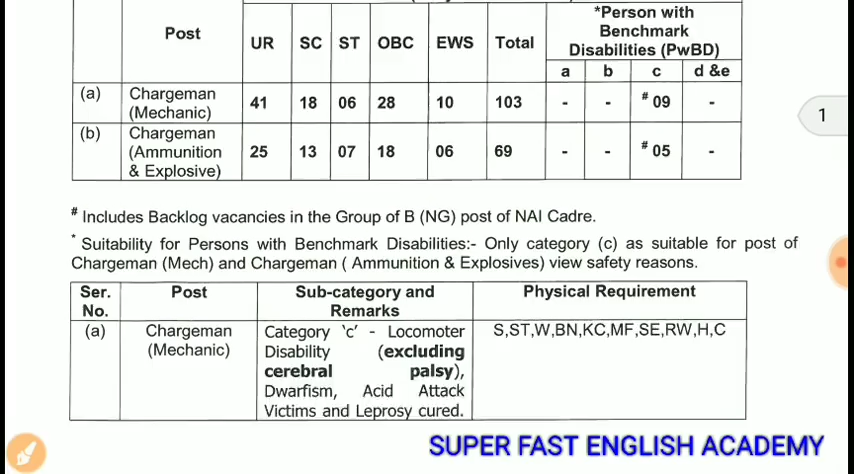 *Person with
Benchmark
Disabilities (PwBD)
Post UR SC ST OBC EWS Total
a b c d &e
(a) Chargeman (Mechanic) 41 18 06 28 10 103 - - # 09 -
(b) Chargeman (Ammunition & Explosive) 25 13 07 18 06 69 - - # 05 -
1
# Includes Backlog vacancies in the Group of B (NG) post of NAI Cadre.
* Suitability for Persons with Benchmark Disabilities:- Only category (c) as suitable for post of
Chargeman (Mech) and Chargeman ( Ammunition & Explosives) view safety reasons.
Ser. No. Post Sub-category and Remarks Physical Requirement
(a) Chargeman (Mechanic) Category 'c' - Locomoter S,ST,W,BN,KC,MF,SE,RW,H,C
Disability (excluding
cerebral palsy),
Dwarfism, Acid Attack
Victims and Leprosy cured.
SUPER FAST ENGLISH ACADEMY